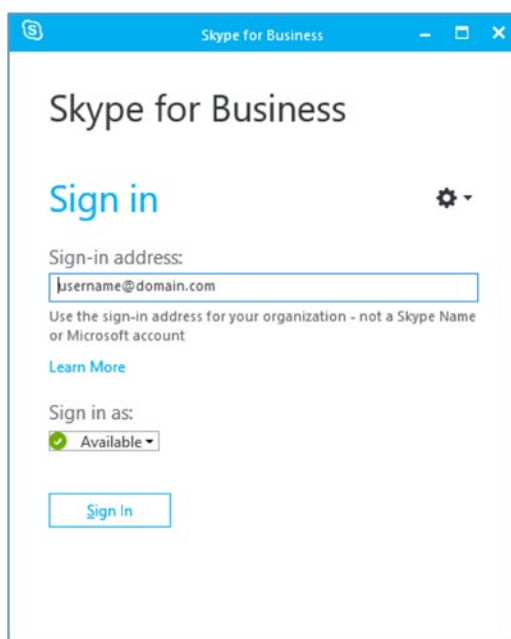 Skype for Business
Skype for Business
Sign in
Sign-in address:
username@domain.com
Use the sign-in address for your organization - not a Skype Name
or Microsoft account
Learn More
Sign in as:
Available
Sign In